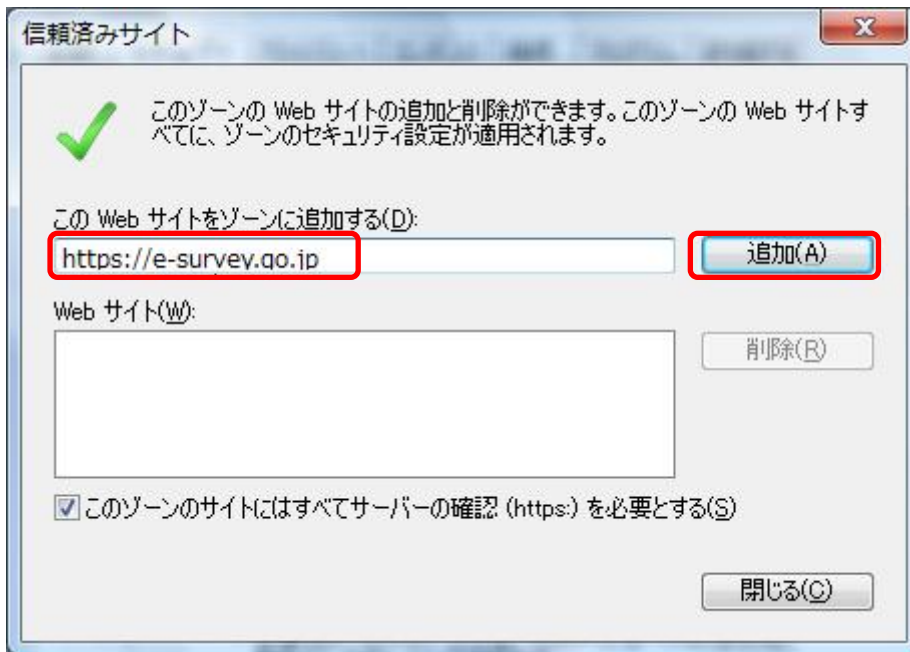 信頼済みサイト
このゾーンの Web サイトの追加と削除ができます。このゾーンの Web サイトす
べてに、ゾーンのセキュリティ設定が適用されます。
この Web サイトをゾーンに追加する(D):
https://e-survey.go.jp
追加(A)
Web サイト(W):
削除(R)
このゾーンのサイトにはすべてサーバーの確認 (https:) を必要とする(S)
閉じる(C)